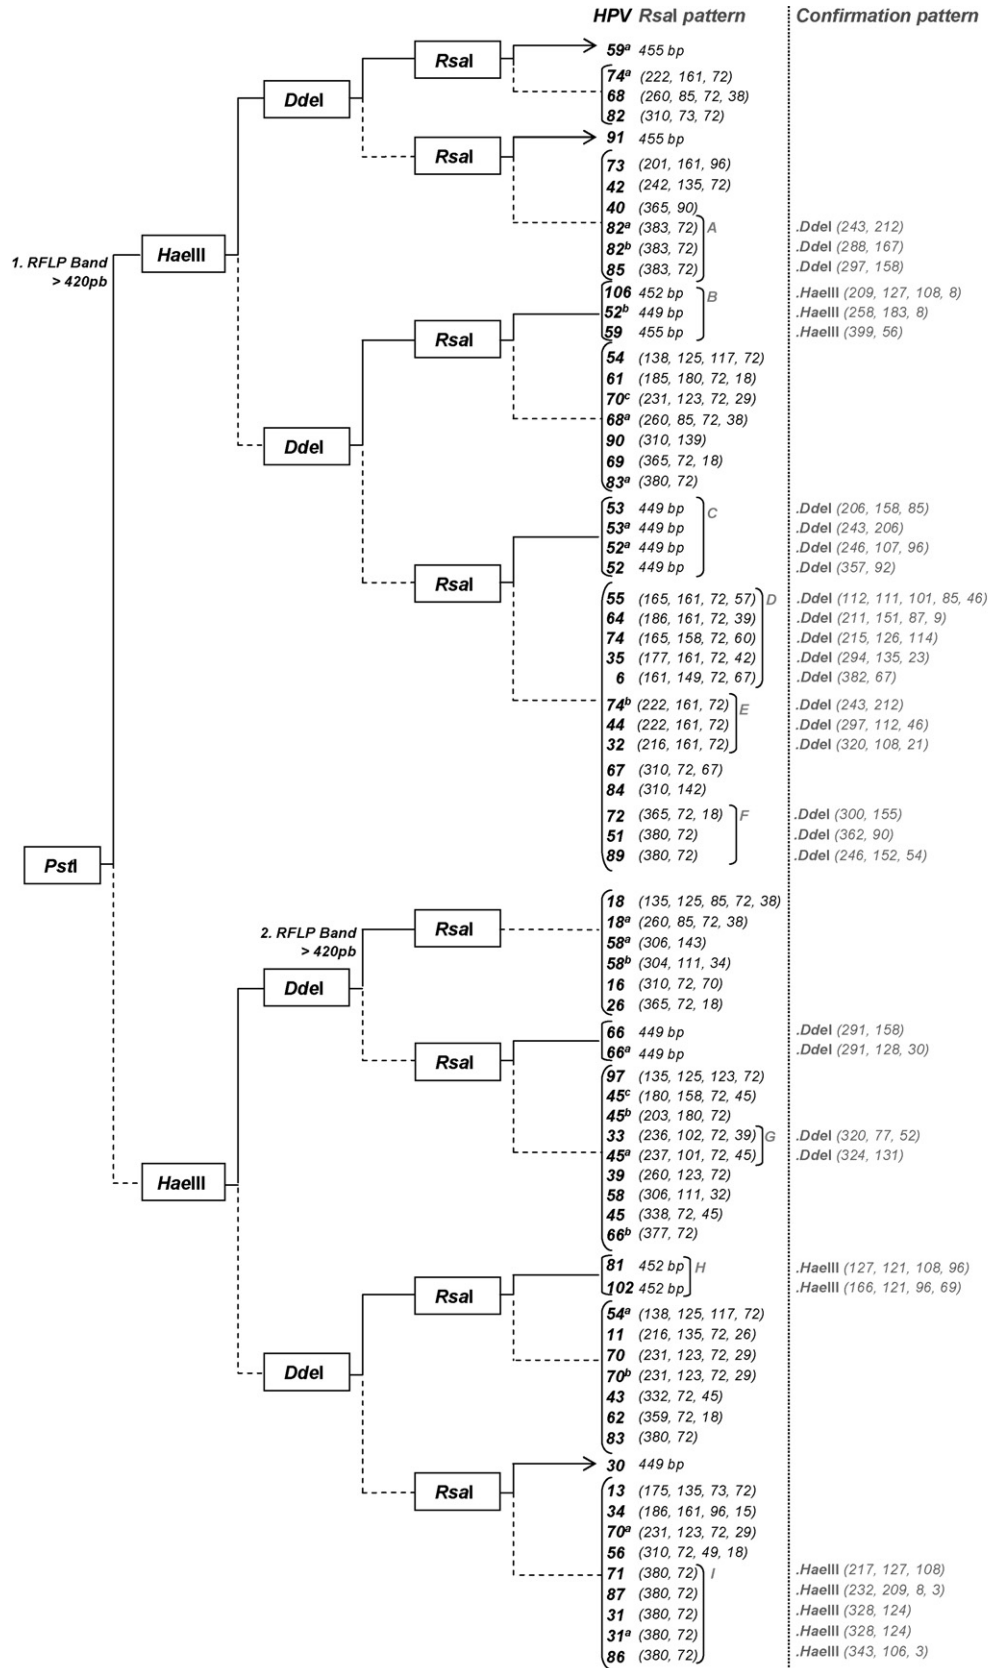 HPV RsaI pattern Confirmation pattern
59a 455 bp
RsaI
74a (222, 161, 72)
DdeI
68 (260, 85, 72, 38)
82 (310, 73, 72)
91 455 bp
RsaI
73 (201, 161, 96)
42 (242, 135, 72)
40 (365, 90)
82a (383, 72) A .DdeI (243, 212)
HaeIII
82b (383, 72) .DdeI (288, 167)
1. RFLP Band
> 420pb
85 (383, 72) .DdeI (297, 158)
106 452 bp B .HaeIII (209, 127, 108, 8)
52b 449 bp .HaeIII (258, 183, 8)
59 455 bp .HaeIII (399, 56)
RsaI
54 (138, 125, 117, 72)
61 (185, 180, 72, 18)
70c (231, 123, 72, 29)
68a (260, 85, 72, 38)
90 (310, 139)
DdeI
69 (365, 72, 18)
83a (380, 72)
53 449 bp C .DdeI (206, 158, 85)
53a 449 bp .DdeI (243, 206)
52a 449 bp .DdeI (246, 107, 96)
52 449 bp .DdeI (357, 92)
RsaI
55 (165, 161, 72, 57) D .DdeI (112, 111, 101, 85, 46)
64 (186, 161, 72, 39) .DdeI (211, 151, 87, 9)
74 (165, 158, 72, 60) .DdeI (215, 126, 114)
35 (177, 161, 72, 42) .DdeI (294, 135, 23)
6 (161, 149, 72, 67) .DdeI (382, 67)
74b (222, 161, 72) E .DdeI (243, 212)
44 (222, 161, 72) .DdeI (297, 112, 46)
32 (216, 161, 72) .DdeI (320, 108, 21)
67 (310, 72, 67)
84 (310, 142)
72 (365, 72, 18) F .DdeI (300, 155)
51 (380, 72) .DdeI (362, 90)
89 (380, 72) .DdeI (246, 152, 54)
PstI
18 (135, 125, 85, 72, 38)
18a (260, 85, 72, 38)
RsaI
2. RFLP Band
> 420pb
58a (306, 143)
58b (304, 111, 34)
16 (310, 72, 70)
DdeI
26 (365, 72, 18)
66 449 bp .DdeI (291, 158)
66a 449 bp .DdeI (291, 128, 30)
RsaI
97 (135, 125, 123, 72)
45c (180, 158, 72, 45)
45b (203, 180, 72)
33 (236, 102, 72, 39) G .DdeI (320, 77, 52)
45a (237, 101, 72, 45) .DdeI (324, 131)
39 (260, 123, 72)
HaeIII
58 (306, 111, 32)
45 (338, 72, 45)
66b (377, 72)
81 452 bp H .HaeIII (127, 121, 108, 96)
102 452 bp .HaeIII (166, 121, 96, 69)
RsaI
54a (138, 125, 117, 72)
11 (216, 135, 72, 26)
70 (231, 123, 72, 29)
DdeI
70b (231, 123, 72, 29)
43 (332, 72, 45)
62 (359, 72, 18)
83 (380, 72)
30 449 bp
RsaI
13 (175, 135, 73, 72)
34 (186, 161, 96, 15)
70a (231, 123, 72, 29)
56 (310, 72, 49, 18)
71 (380, 72) I .HaeIII (217, 127, 108)
87 (380, 72) .HaeIII (232, 209, 8, 3)
31 (380, 72) .HaeIII (328, 124)
31a (380, 72) .HaeIII (328, 124)
86 (380, 72) .HaeIII (343, 106, 3)